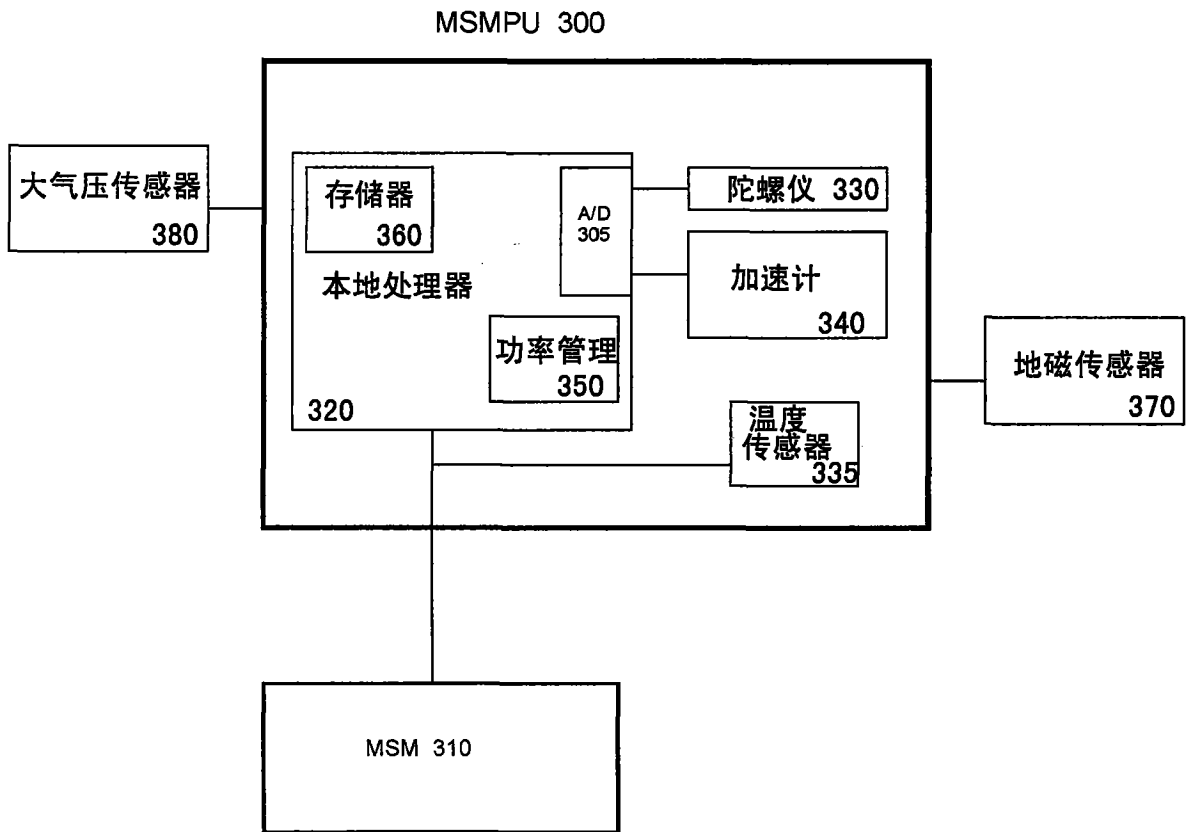 MSMPU 300
大气压传感器
380
存储器
360
本地处理器
A/D
305
功率管理
350
320
陀螺仪 330
加速计
340
温度
传感器
335
地磁传感器
370
MSM 310